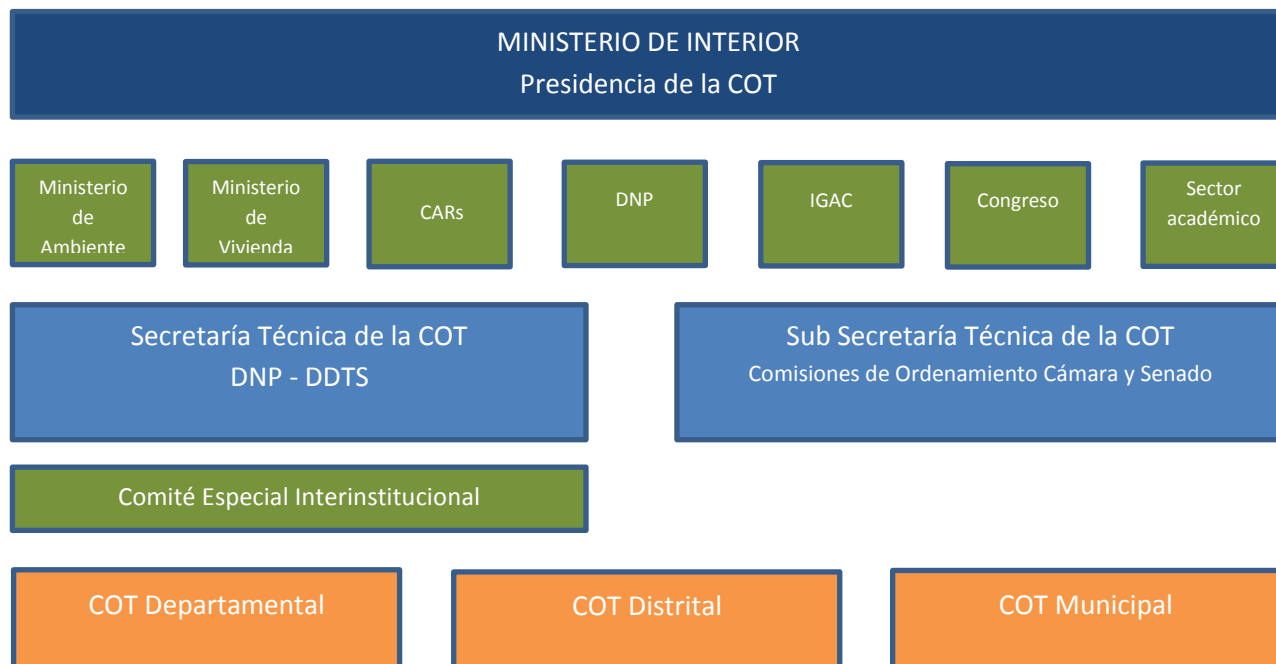 MINISTERIO DE INTERIOR
Presidencia de la COT
Ministerio
de
Ambiente
Ministerio
de
Vivienda
CARs
DNP
IGAC
Congreso
Sector
académico
Secretaría Técnica de la COT
DNP - DDTS
Sub Secretaría Técnica de la COT
Comisiones de Ordenamiento Cámara y Senado
Comité Especial Interinstitucional
COT Departamental
COT Distrital
COT Municipal